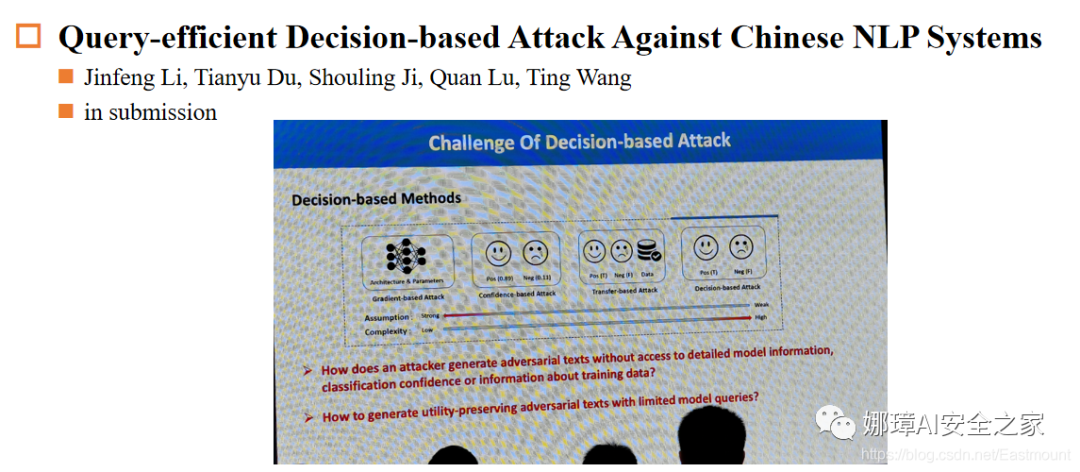 Query-efficient Decision-based Attack Against Chinese NLP Systems
Jinfeng Li, Tianyu Du, Shouling Ji, Quan Lu, Ting Wang
in submission
Challenge Of Decision-based Attack
Decision-based Methods
Architecture & Parameters
Gradient-based Attack
Pos (0.89) Neg (0.11)
Confidence-based Attack
Pos (T) Neg (F) Data
Transfer-based Attack
Pos (T) Neg (F)
Decision-based Attack
Assumption: Strong Weak
Complexity: Low High
How does an attacker generate adversarial texts without access to detailed model information,
classification confidence or information about training data?
How to generate utility-preserving adversarial texts with limited model queries?
娜璋AI安全之家
https://blog.csdn.net/Eastmount